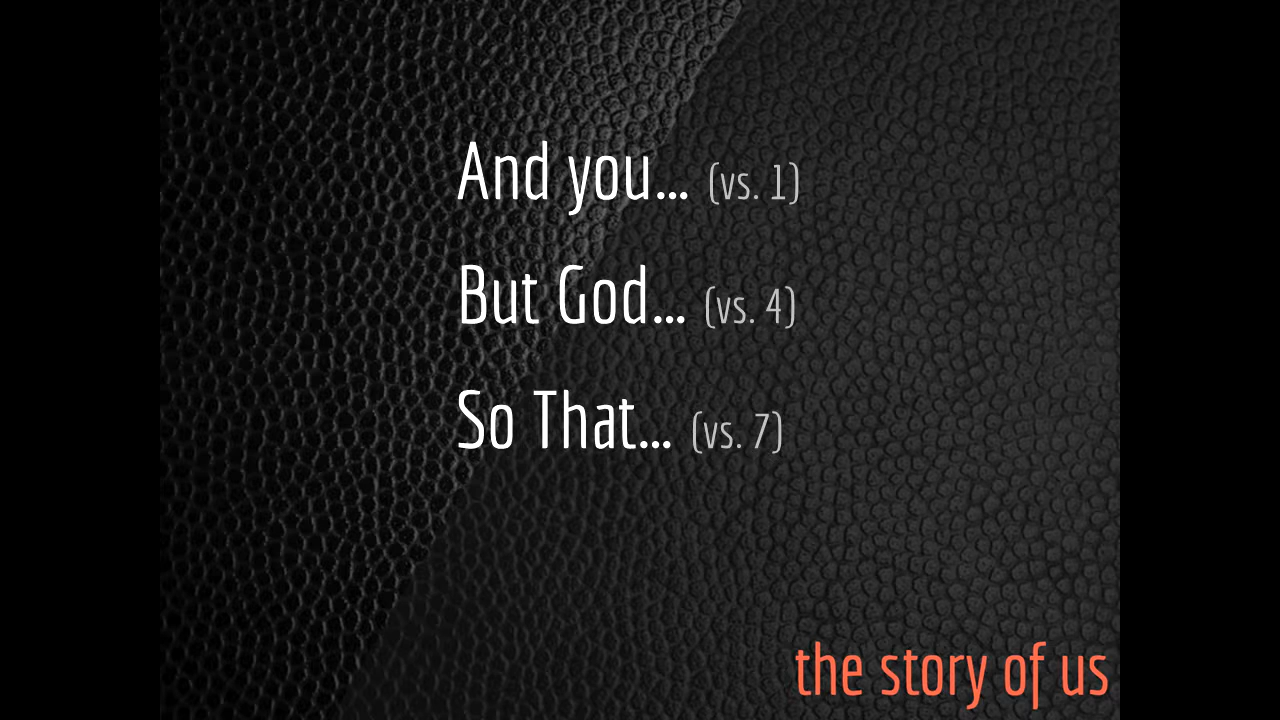 And you... (vs. 1)
But God... (vs. 4)
So That... (vs. 7)
the story of us